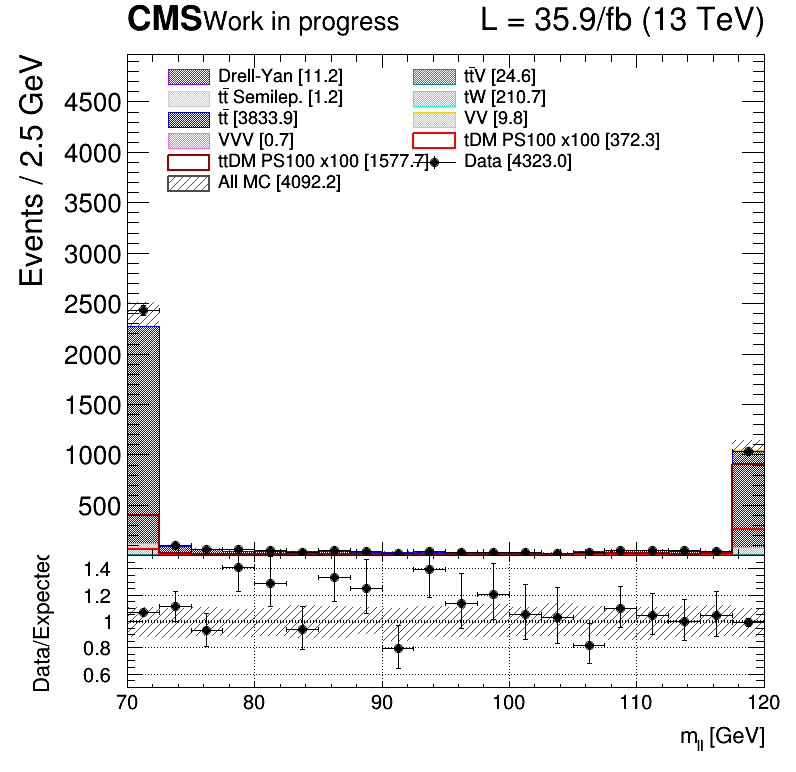 CMS Work in progress L = 35.9/fb (13 TeV)
Events / 2.5 GeV
Drell-Yan [11.2] tt̄V [24.6]
tt̄ Semilep. [1.2] tW [210.7]
tt̄ [3833.9] VV [9.8]
VVV [0.7] tDM PS100 x100 [372.3]
ttDM PS100 x100 [1577.7] Data [4323.0]
All MC [4092.2]
4500
4000
3500
3000
2500
2000
1500
1000
500
Data/Expected
1.4
1.2
1
0.8
0.6
70 80 90 100 110 120
m_ll [GeV]